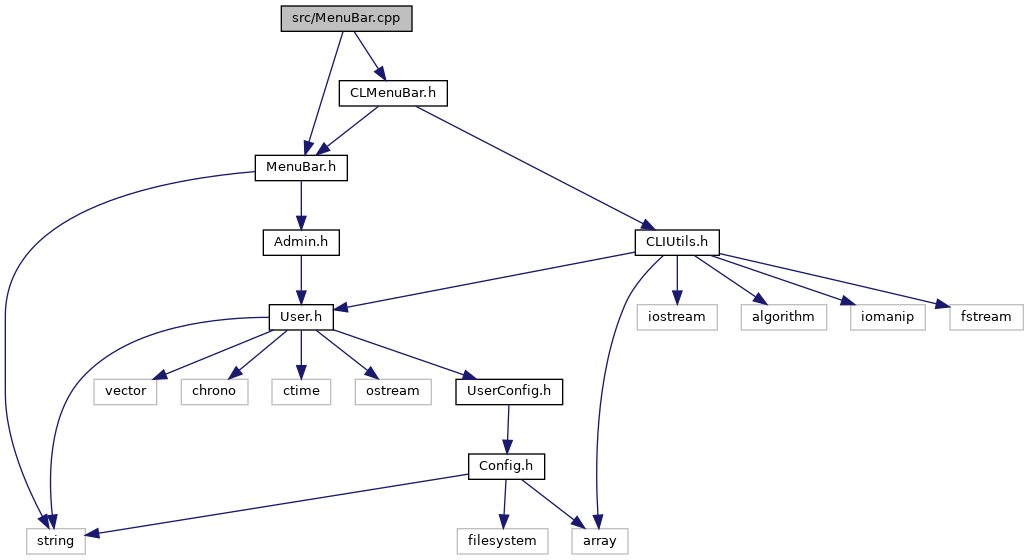 src/MenuBar.cpp
CLMenuBar.h
MenuBar.h
Admin.h
CLIUtils.h
User.h
iostream
algorithm
iomanip
fstream
vector
chrono
ctime
ostream
UserConfig.h
Config.h
string
filesystem
array